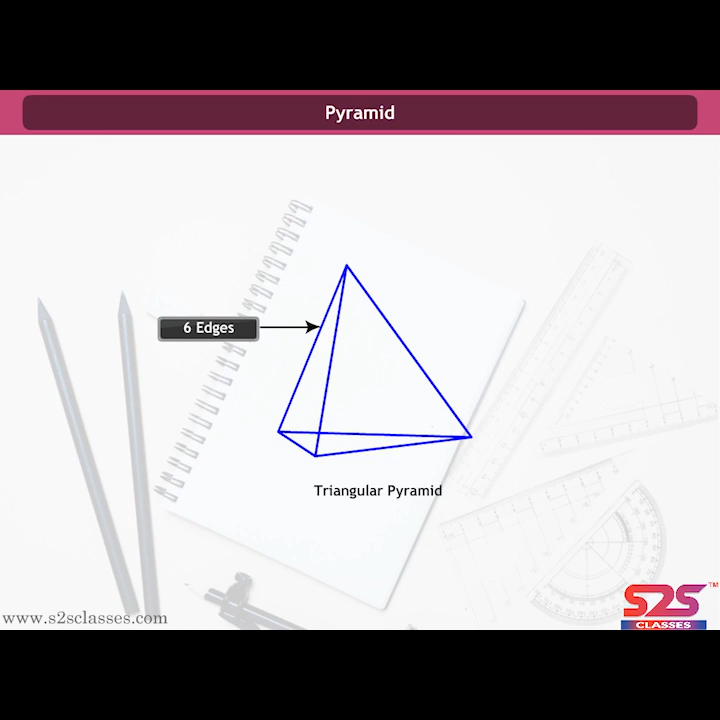 Pyramid
6 Edges
Triangular Pyramid
www.s2sclasses.com
S2S TM
CLASSES